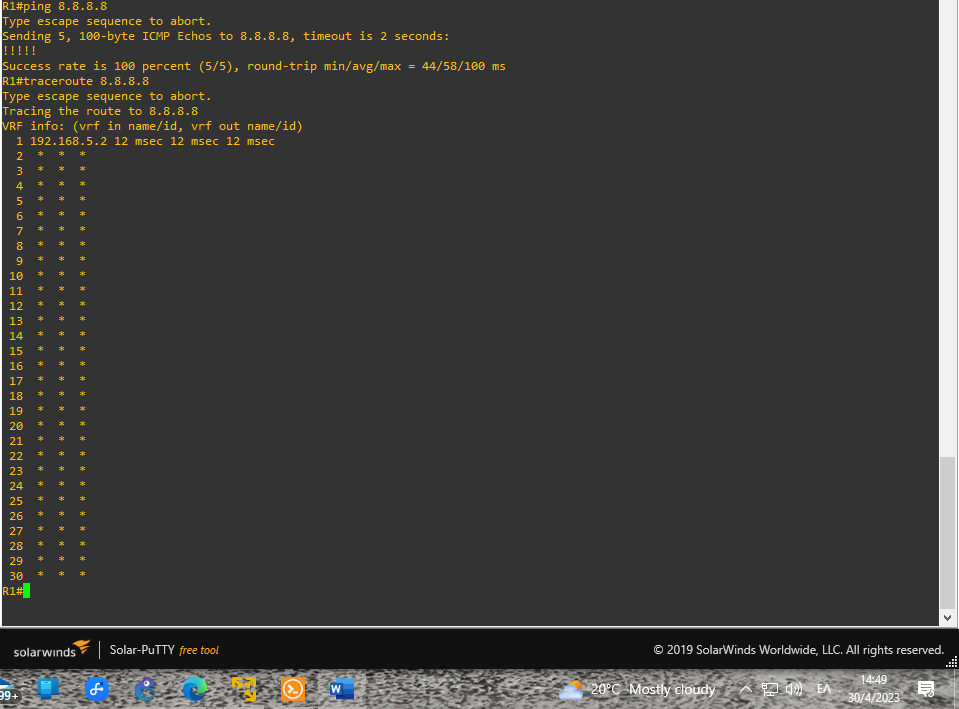 R1#ping 8.8.8.8
Type escape sequence to abort.
Sending 5, 100-byte ICMP Echos to 8.8.8.8, timeout is 2 seconds:
!!!!!
Success rate is 100 percent (5/5), round-trip min/avg/max = 44/58/100 ms
R1#traceroute 8.8.8.8
Type escape sequence to abort.
Tracing the route to 8.8.8.8
VRF info: (vrf in name/id, vrf out name/id)
  1 192.168.5.2 12 msec 12 msec 12 msec
  2  *  *  *
  3  *  *  *
  4  *  *  *
  5  *  *  *
  6  *  *  *
  7  *  *  *
  8  *  *  *
  9  *  *  *
 10  *  *  *
 11  *  *  *
 12  *  *  *
 13  *  *  *
 14  *  *  *
 15  *  *  *
 16  *  *  *
 17  *  *  *
 18  *  *  *
 19  *  *  *
 20  *  *  *
 21  *  *  *
 22  *  *  *
 23  *  *  *
 24  *  *  *
 25  *  *  *
 26  *  *  *
 27  *  *  *
 28  *  *  *
 29  *  *  *
 30  *  *  *
R1#
solarwinds | Solar-PuTTY free tool © 2019 SolarWinds Worldwide, LLC. All rights reserved.
99+ W 20°C Mostly cloudy ΕΛ 14:49
30/4/2023